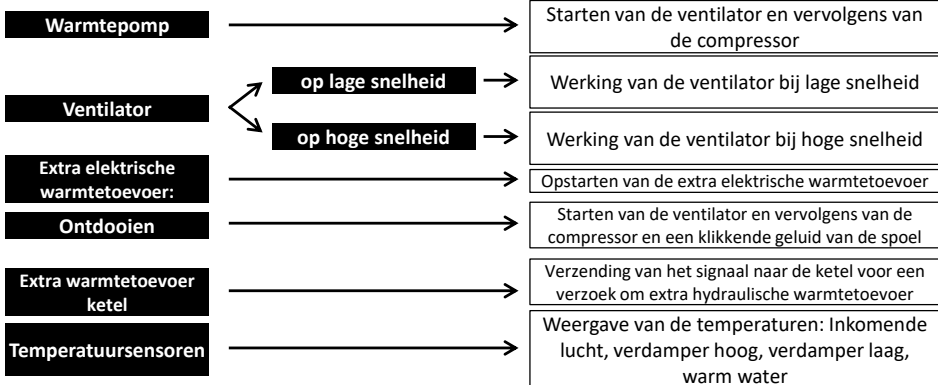 Warmtepomp
Starten van de ventilator en vervolgens van
de compressor
Ventilator
op lage snelheid
Werking van de ventilator bij lage snelheid
op hoge snelheid
Werking van de ventilator bij hoge snelheid
Extra elektrische
warmtetoevoer:
Opstarten van de extra elektrische warmtetoevoer
Ontdooien
Starten van de ventilator en vervolgens van de
compressor en een klikkende geluid van de spoel
Extra warmtetoevoer
ketel
Verzending van het signaal naar de ketel voor een
verzoek om extra hydraulische warmtetoevoer
Temperatuursensoren
Weergave van de temperaturen: Inkomende
lucht, verdamper hoog, verdamper laag,
warm water